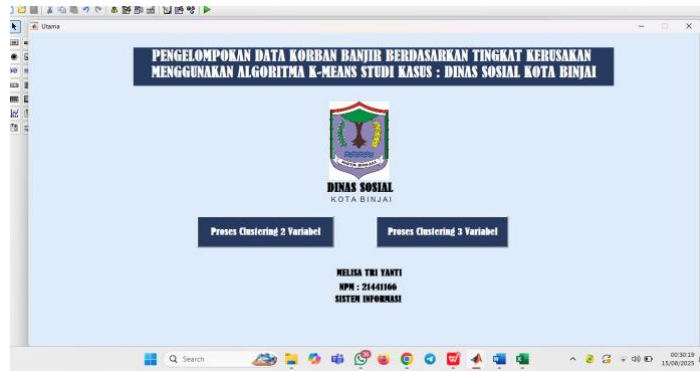 Utama
PENGELOMPOKAN DATA KORBAN BANJIR BERDASARKAN TINGKAT KERUSAKAN
MENGGUNAKAN ALGORITMA K-MEANS STUDI KASUS : DINAS SOSIAL KOTA BINJAI
DINAS SOSIAL
KOTA BINJAI
Proses Clustering 2 Variabel
Proses Clustering 3 Variabel
MELISA TRI YANTI
NPM : 21441166
SISTEM INFORMASI
Search
00:30:19
15/08/2025